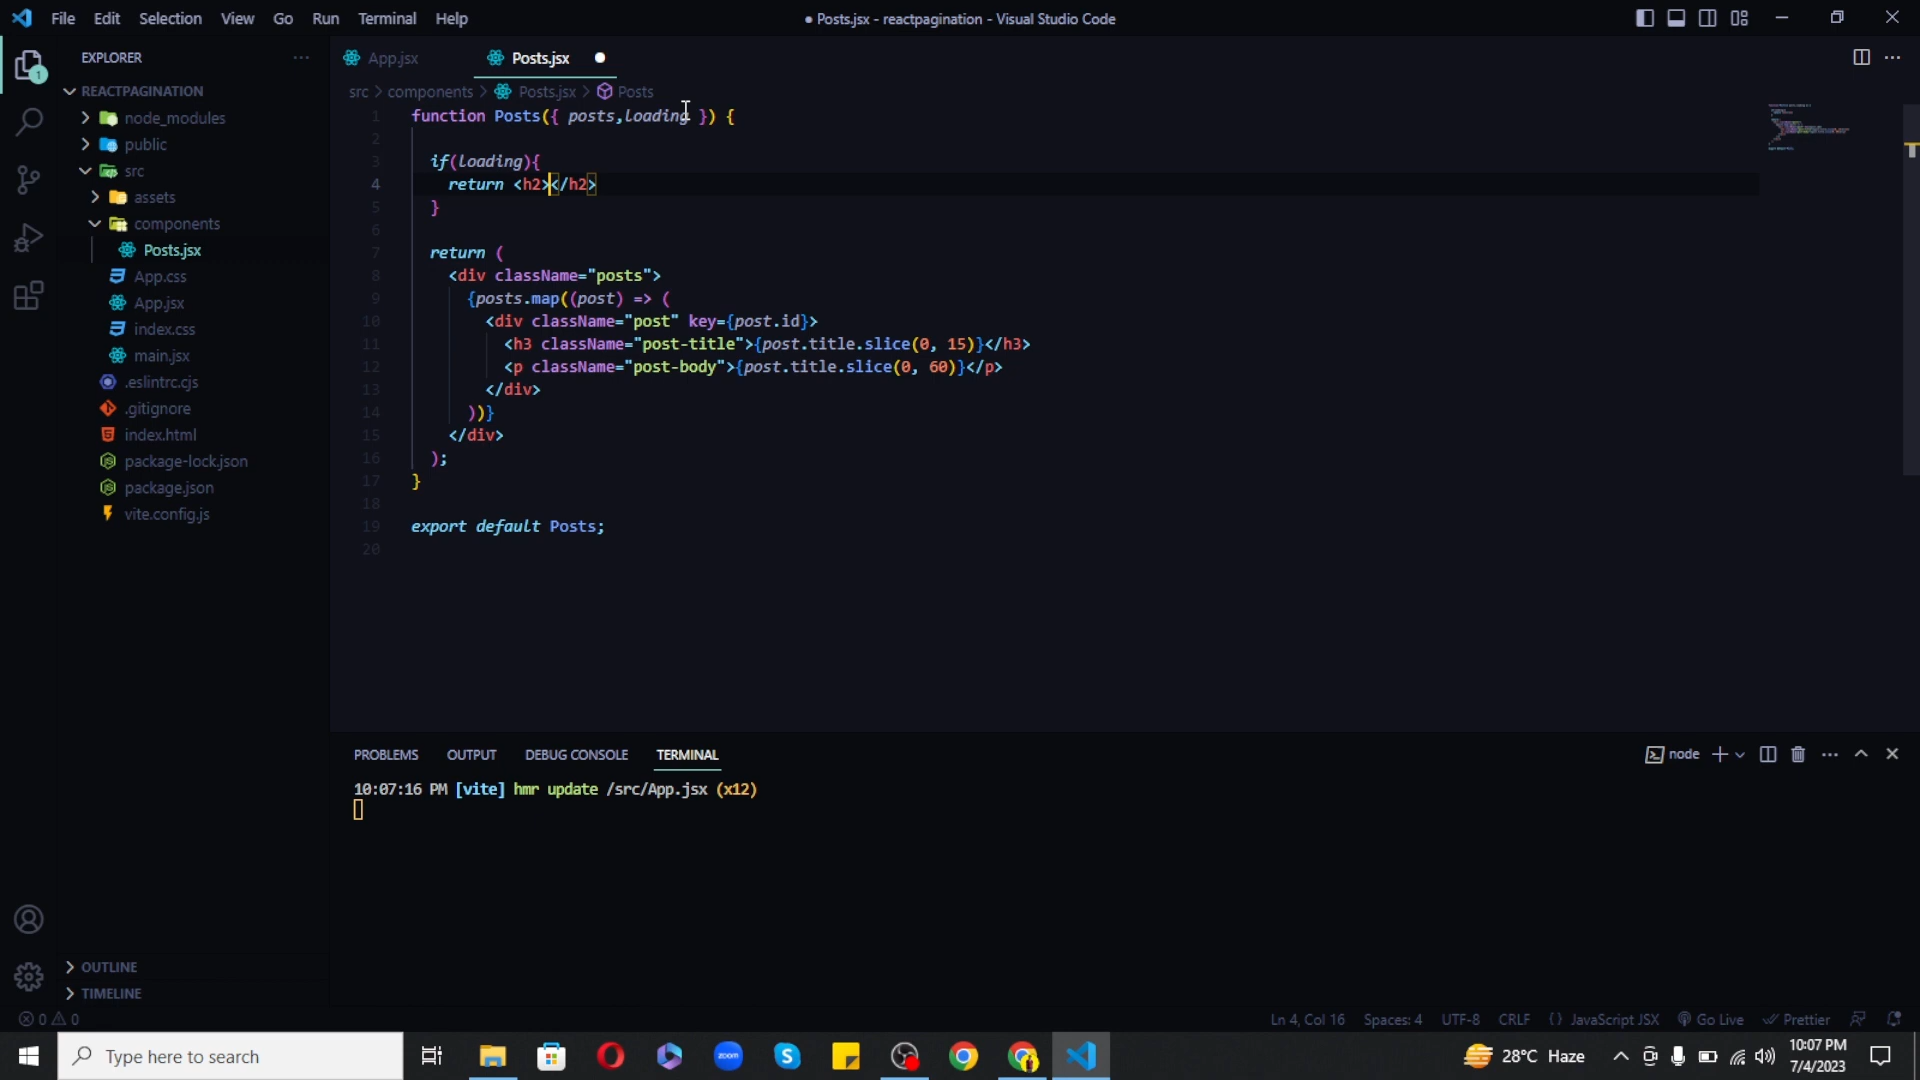 File Edit Selection View Go Run Terminal Help
● Posts.jsx - reactpagination - Visual Studio Code
EXPLORER
1
REACTPAGINATION
node_modules
public
src
assets
components
Posts.jsx
App.css
App.jsx
index.css
main.jsx
.eslintrc.cjs
.gitignore
index.html
package-lock.json
package.json
vite.config.js
OUTLINE
TIMELINE
App.jsx Posts.jsx
src > components > Posts.jsx > Posts
1 function Posts({ posts,loading }) {
2
3 if(loading){
4 return <h2></h2>
5 }
6
7 return (
8 <div className="posts">
9 {posts.map((post) => (
10 <div className="post" key={post.id}>
11 <h3 className="post-title">{post.title.slice(0, 15)}</h3>
12 <p className="post-body">{post.title.slice(0, 60)}</p>
13 </div>
14 ))}
15 </div>
16 );
17 }
18
19 export default Posts;
20
PROBLEMS OUTPUT DEBUG CONSOLE TERMINAL
node
10:07:16 PM [vite] hmr update /src/App.jsx (x12)
0 0
Ln 4, Col 16 Spaces: 4 UTF-8 CRLF {} JavaScript JSX Go Live Prettier
Type here to search
zoom
28°C Haze
10:07 PM
7/4/2023